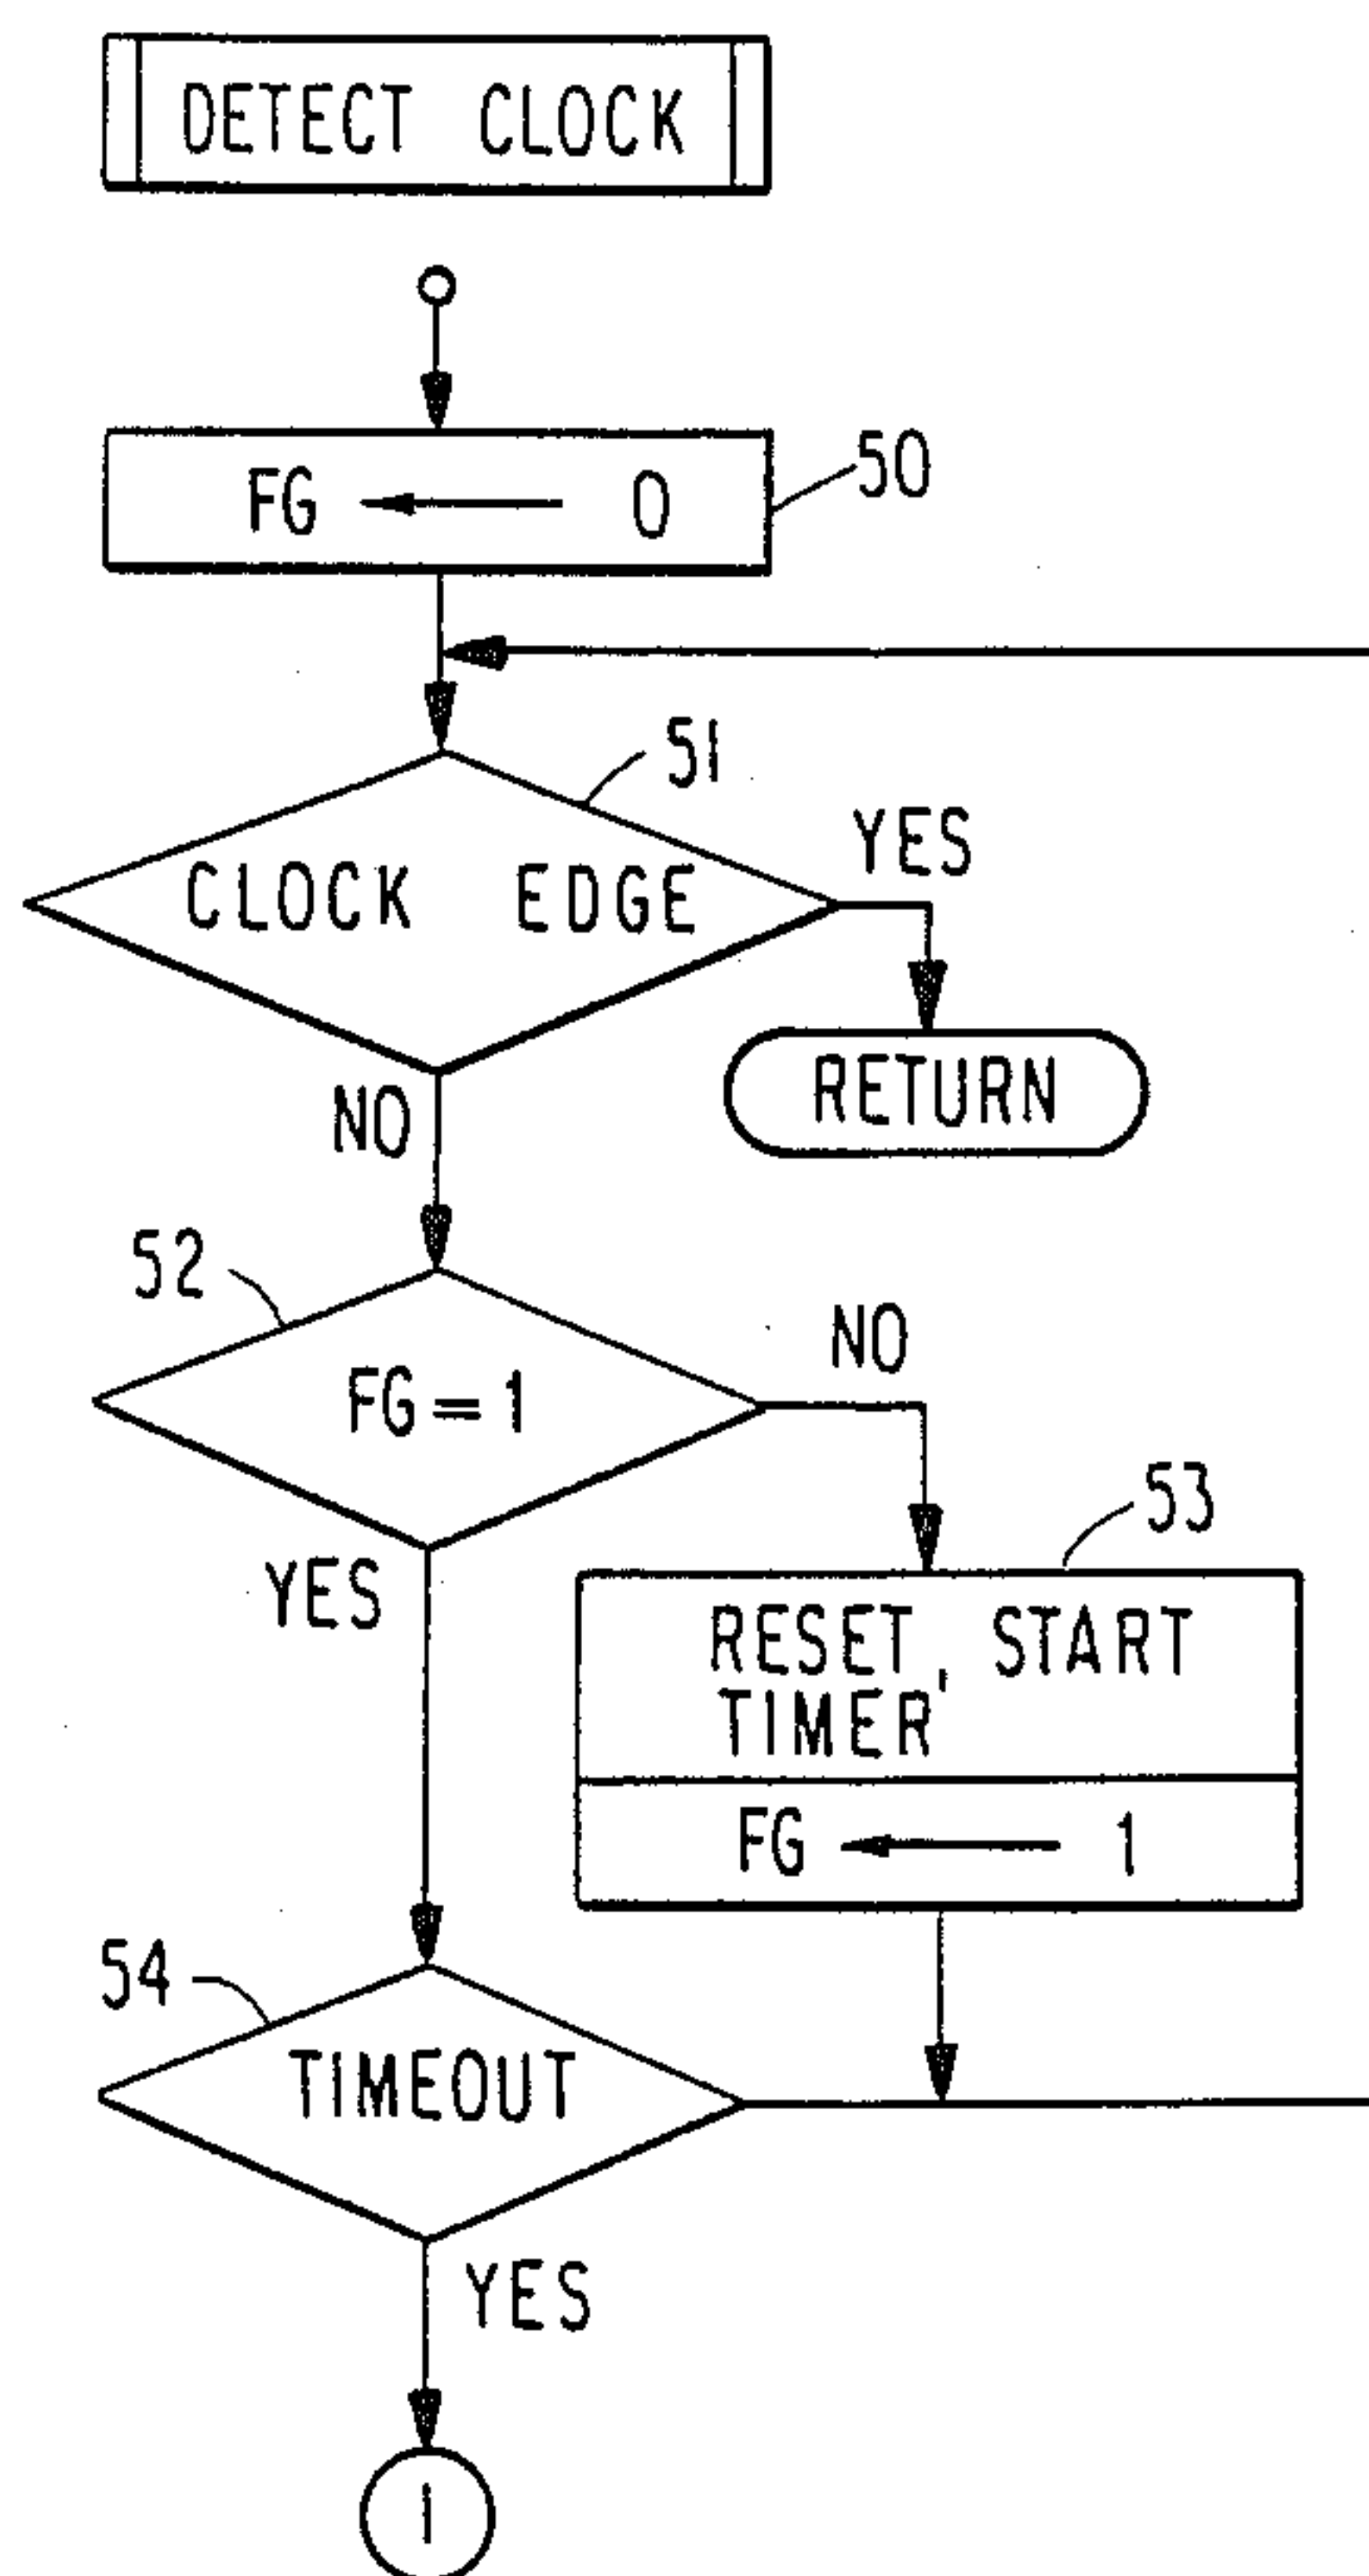 DETECT CLOCK
FG ← 0
50
51
CLOCK EDGE
YES
RETURN
NO
52
FG = 1
NO
53
YES
RESET, START
TIMER
FG ← 1
54
TIMEOUT
YES
1